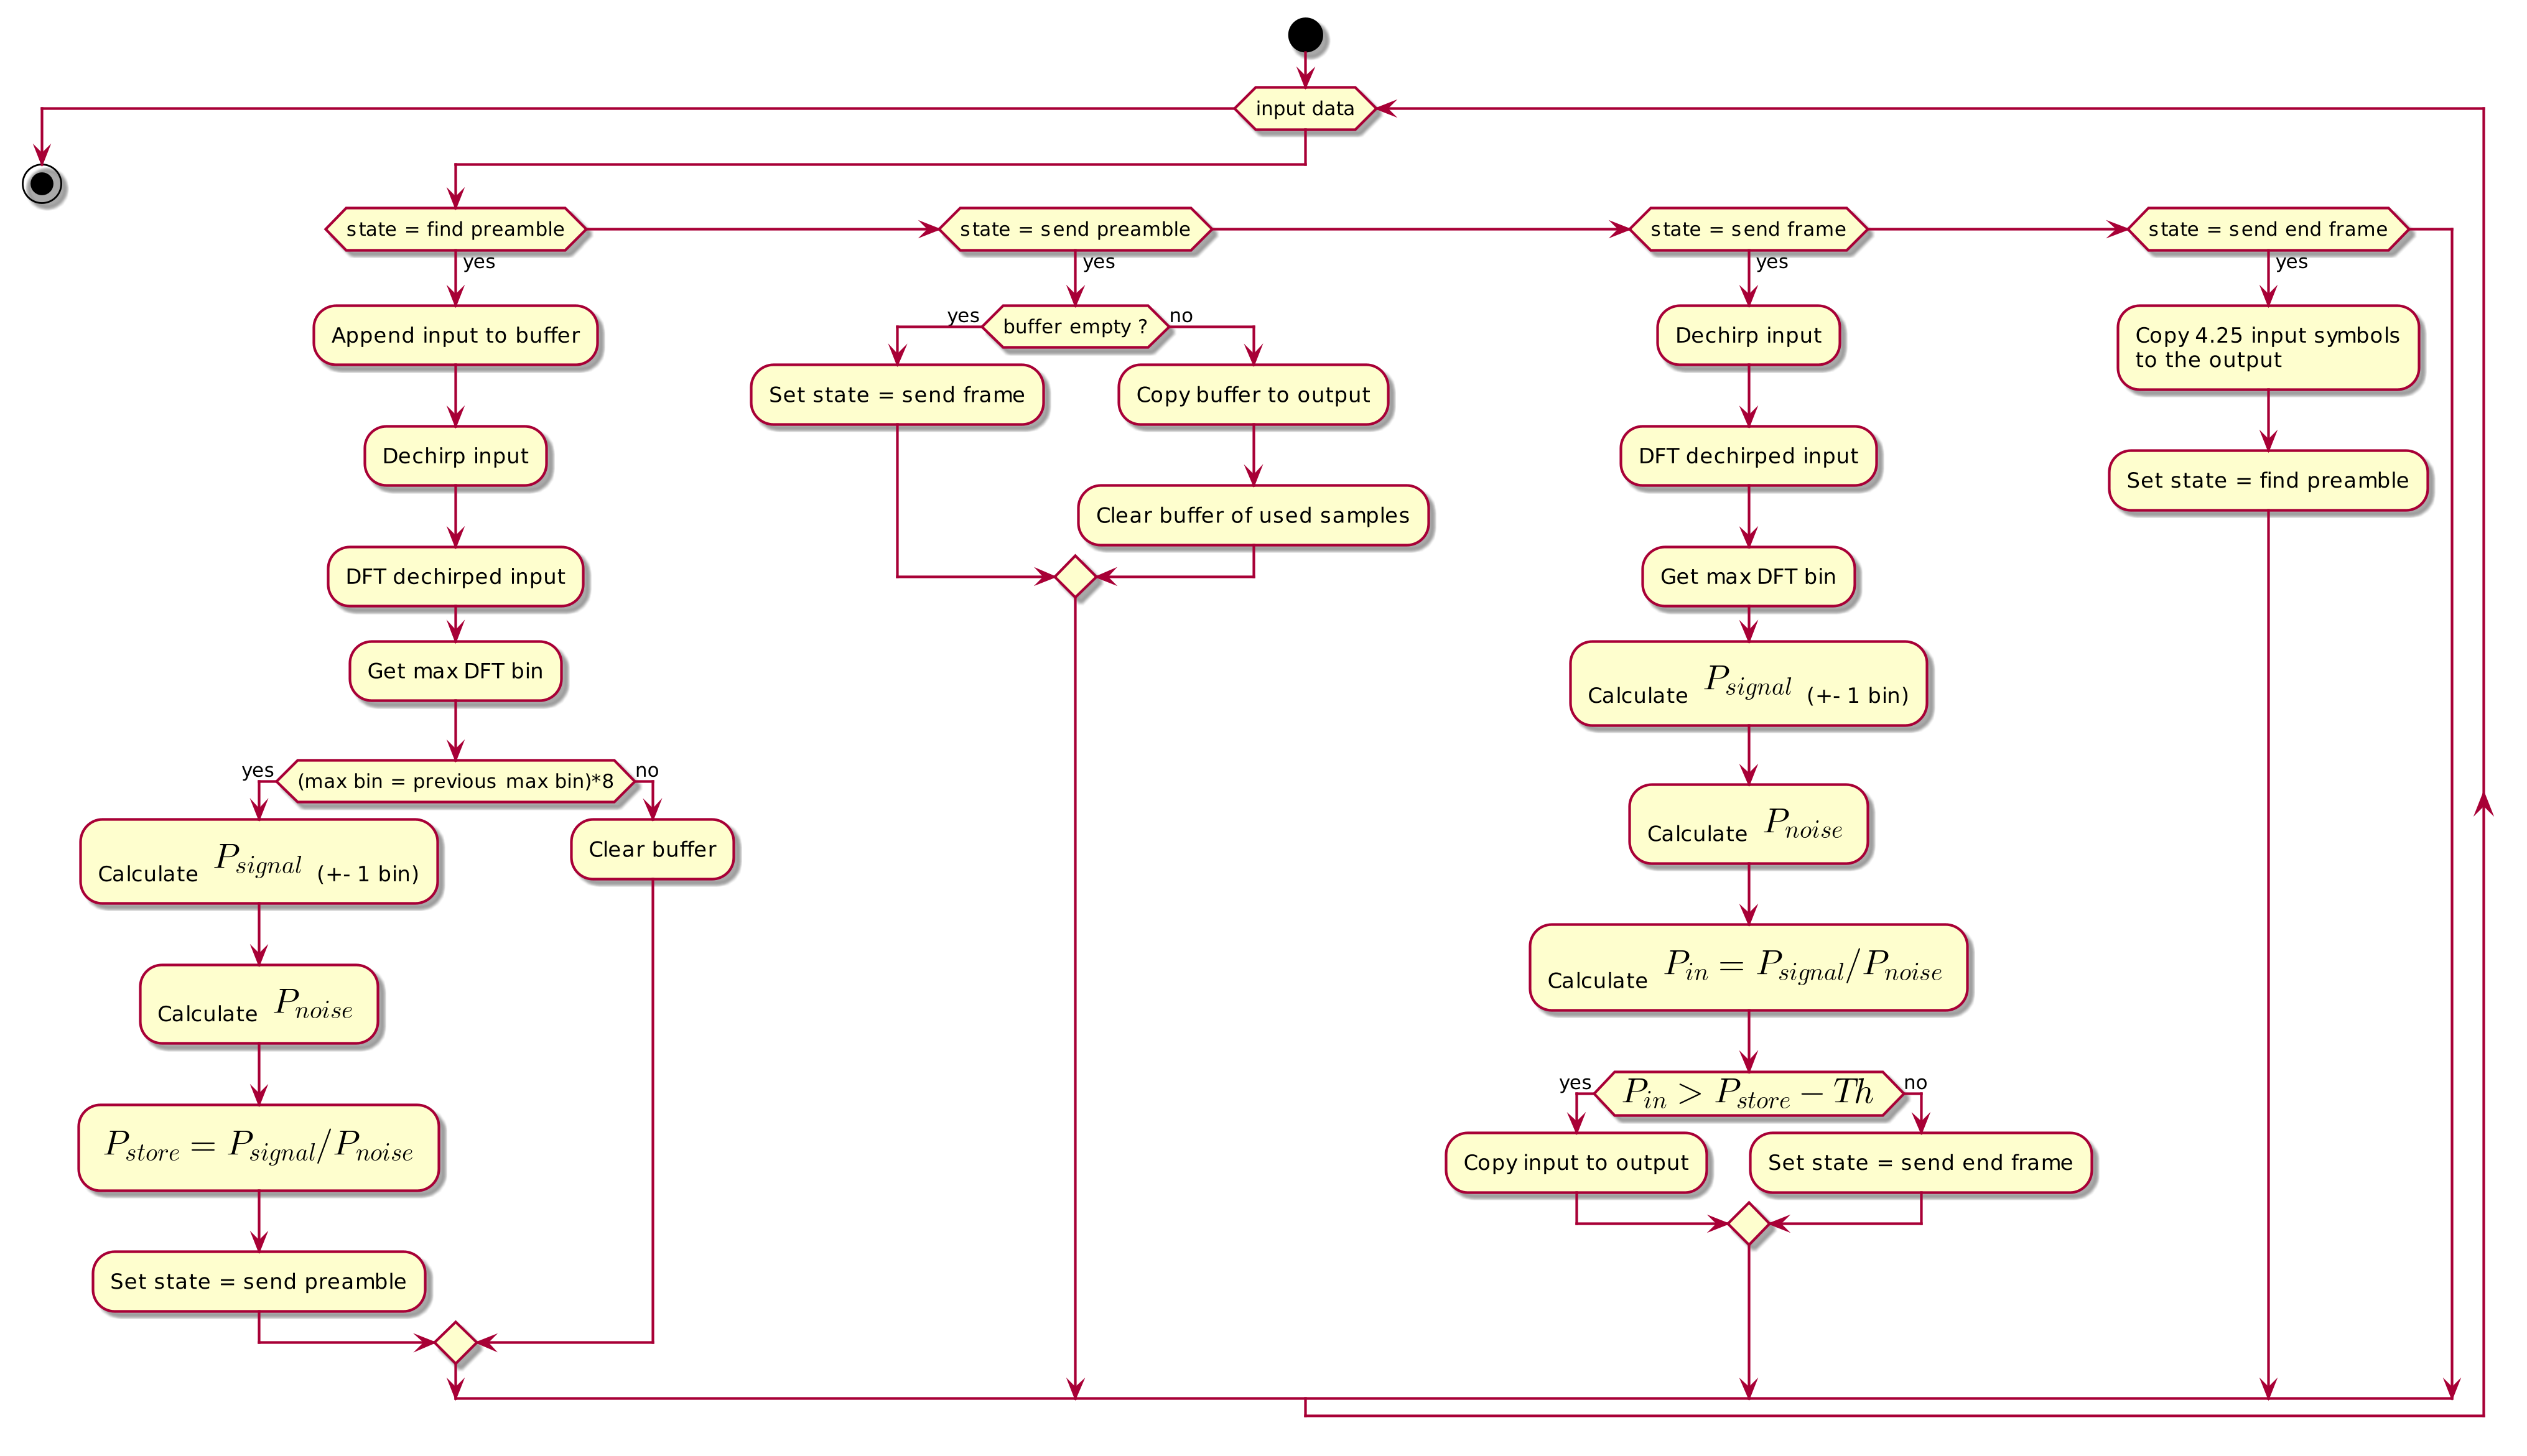 input data
state = find preamble
yes
Append input to buffer
Dechirp input
DFT dechirped input
Get max DFT bin
yes
(max bin = previous max bin)*8
no
Calculate P_signal (+- 1 bin)
Calculate P_noise
P_store = P_signal/P_noise
Set state = send preamble
Clear buffer
state = send preamble
yes
yes
buffer empty ?
no
Set state = send frame
Copy buffer to output
Clear buffer of used samples
state = send frame
yes
Dechirp input
DFT dechirped input
Get max DFT bin
Calculate P_signal (+- 1 bin)
Calculate P_noise
Calculate P_in = P_signal/P_noise
yes
P_in > P_store − Th
no
Copy input to output
Set state = send end frame
state = send end frame
yes
Copy 4.25 input symbols
to the output
Set state = find preamble